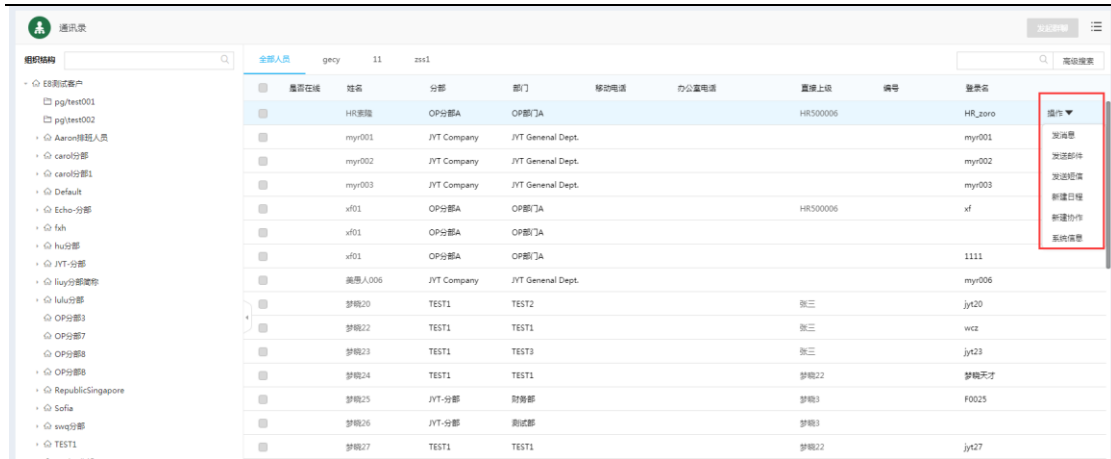 通讯录
发起群聊
组织结构
全部人员 gecy 11 zss1
高级搜索
E8测试客户
pg/test001
pg\test002
Aaron排班人员
carol分部
carol分部1
Default
Echo-分部
fxh
hu分部
JYT-分部
liuy分部简称
lulu分部
OP分部3
OP分部7
OP分部8
OP分部B
RepublicSingapore
Sofia
swq分部
TEST1
是否在线 姓名 分部 部门 移动电话 办公室电话 直接上级 编号 登录名
HR索隆 OP分部A OP部门A HR500006 HR_zoro 操作
myr001 JYT Company JYT Genenal Dept. myr001
myr002 JYT Company JYT Genenal Dept. myr002
myr003 JYT Company JYT Genenal Dept. myr003
xf01 OP分部A OP部门A HR500006 xf
xf01 OP分部A OP部门A
xf01 OP分部A OP部门A 1111
美愚人006 JYT Company JYT Genenal Dept. myr006
梦晓20 TEST1 TEST2 张三 jyt20
梦晓22 TEST1 TEST1 张三 wcz
梦晓23 TEST1 TEST3 张三 jyt23
梦晓24 TEST1 TEST1 梦晓22 梦晓天才
梦晓25 JYT-分部 财务部 梦晓3 F0025
梦晓26 JYT-分部 测试部 梦晓3
梦晓27 TEST1 TEST1 梦晓22 jyt27
发消息
发送邮件
发送短信
新建日程
新建协作
系统信息